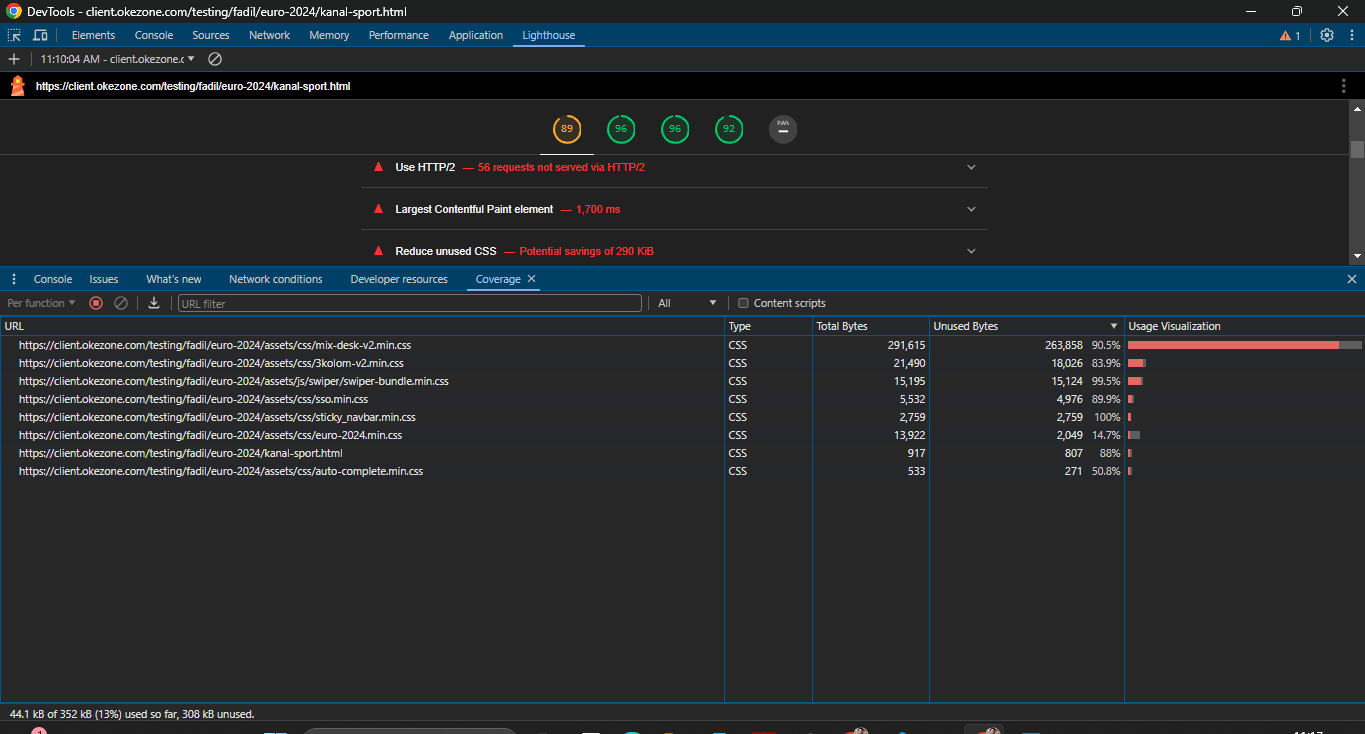 DevTools - client.okezone.com/testing/fadil/euro-2024/kanal-sport.html
Elements Console Sources Network Memory Performance Application Lighthouse 1
11:10:04 AM - client.okezone.c
https://client.okezone.com/testing/fadil/euro-2024/kanal-sport.html
89 96 96 92 PWA
Use HTTP/2 — 56 requests not served via HTTP/2
Largest Contentful Paint element — 1,700 ms
Reduce unused CSS — Potential savings of 290 KiB
Console Issues What's new Network conditions Developer resources Coverage
Per function URL filter All Content scripts
URL Type Total Bytes Unused Bytes Usage Visualization
https://client.okezone.com/testing/fadil/euro-2024/assets/css/mix-desk-v2.min.css CSS 291,615 263,858 90.5%
https://client.okezone.com/testing/fadil/euro-2024/assets/css/3kolom-v2.min.css CSS 21,490 18,026 83.9%
https://client.okezone.com/testing/fadil/euro-2024/assets/js/swiper/swiper-bundle.min.css CSS 15,195 15,124 99.5%
https://client.okezone.com/testing/fadil/euro-2024/assets/css/sso.min.css CSS 5,532 4,976 89.9%
https://client.okezone.com/testing/fadil/euro-2024/assets/css/sticky_navbar.min.css CSS 2,759 2,759 100%
https://client.okezone.com/testing/fadil/euro-2024/assets/css/euro-2024.min.css CSS 13,922 2,049 14.7%
https://client.okezone.com/testing/fadil/euro-2024/kanal-sport.html CSS 917 807 88%
https://client.okezone.com/testing/fadil/euro-2024/assets/css/auto-complete.min.css CSS 533 271 50.8%
44.1 kB of 352 kB (13%) used so far, 308 kB unused.